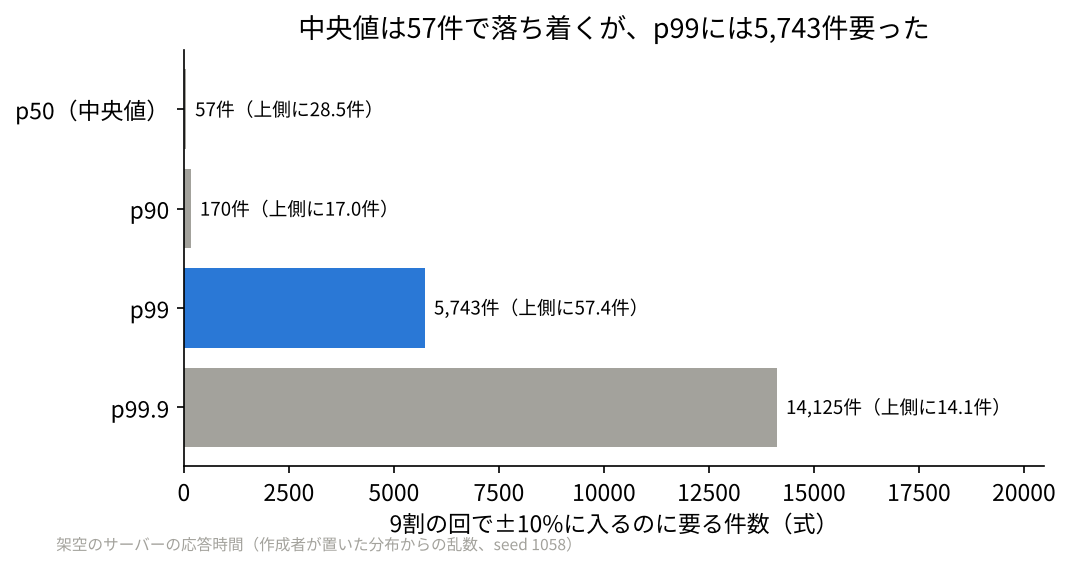 中央値は57件で落ち着くが、p99には5,743件要った
p50（中央値）
57件（上側に28.5件）
p90
170件（上側に17.0件）
p99
5,743件（上側に57.4件）
p99.9
14,125件（上側に14.1件）
0 2500 5000 7500 10000 12500 15000 17500 20000
9割の回で±10%に入るのに要る件数（式）
架空のサーバーの応答時間（作成者が置いた分布からの乱数、seed 1058）